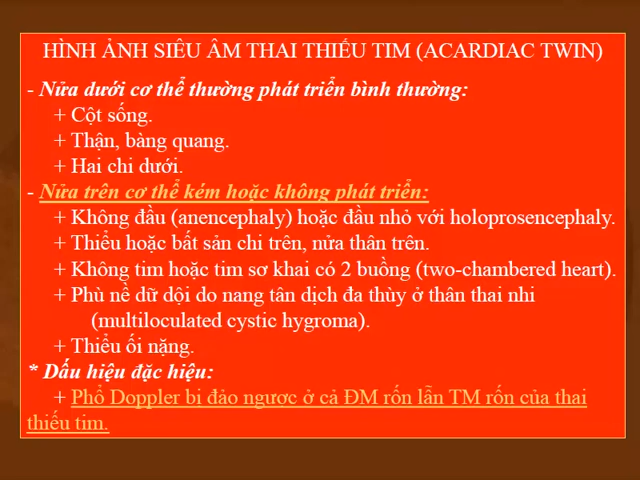 HÌNH ẢNH SIÊU ÂM THAI THIẾU TIM (ACARDIAC TWIN)
- Nửa dưới cơ thể thường phát triển bình thường:
+ Cột sống.
+ Thận, bàng quang.
+ Hai chi dưới.
- Nửa trên cơ thể kém hoặc không phát triển:
+ Không đầu (anencephaly) hoặc đầu nhỏ với holoprosencephaly.
+ Thiểu hoặc bất sản chi trên, nửa thân trên.
+ Không tim hoặc tim sơ khai có 2 buồng (two-chambered heart).
+ Phù nề dữ dội do nang tân dịch đa thùy ở thân thai nhi
(multiloculated cystic hygroma).
+ Thiểu ối nặng.
* Dấu hiệu đặc hiệu:
+ Phổ Doppler bị đảo ngươc ở cả ĐM rốn lẫn TM rốn của thai
thiếu tim.